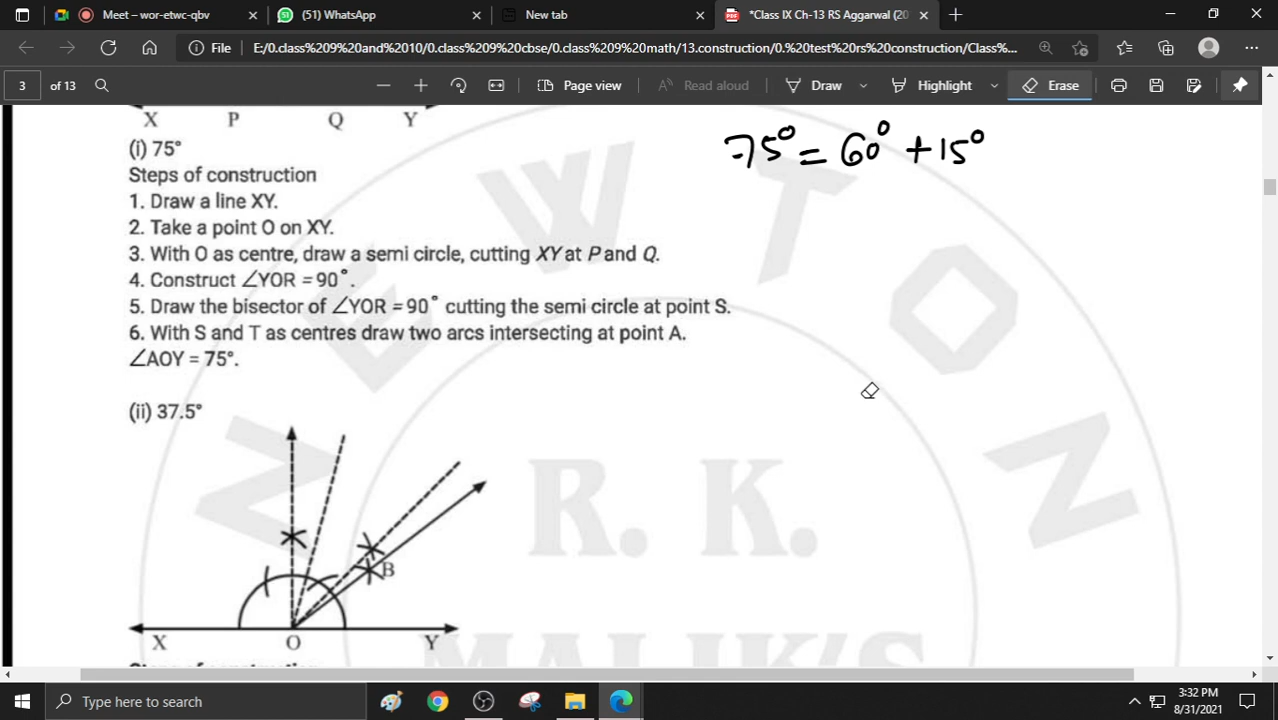 Meet – wor-etwc-qbv
(51) WhatsApp
New tab
*Class IX Ch-13 RS Aggarwal (20
File
E:/0.class%209%20and%2010/0.class%209%20cbse/0.class%209%20math/13.construction/0.%20test%20rs%20construction/Class%...
3 of 13
Page view
Read aloud
Draw
Highlight
Erase
X P Q Y
75° = 60° + 15°
(i) 75°
Steps of construction
1. Draw a line XY.
2. Take a point O on XY.
3. With O as centre, draw a semi circle, cutting XY at P and Q.
4. Construct ∠YOR = 90°.
5. Draw the bisector of ∠YOR = 90° cutting the semi circle at point S.
6. With S and T as centres draw two arcs intersecting at point A.
∠AOY = 75°.
(ii) 37.5°
B
X O Y
Steps of construction
NEWTON
R. K.
MALIK'S
Type here to search
3:32 PM
8/31/2021